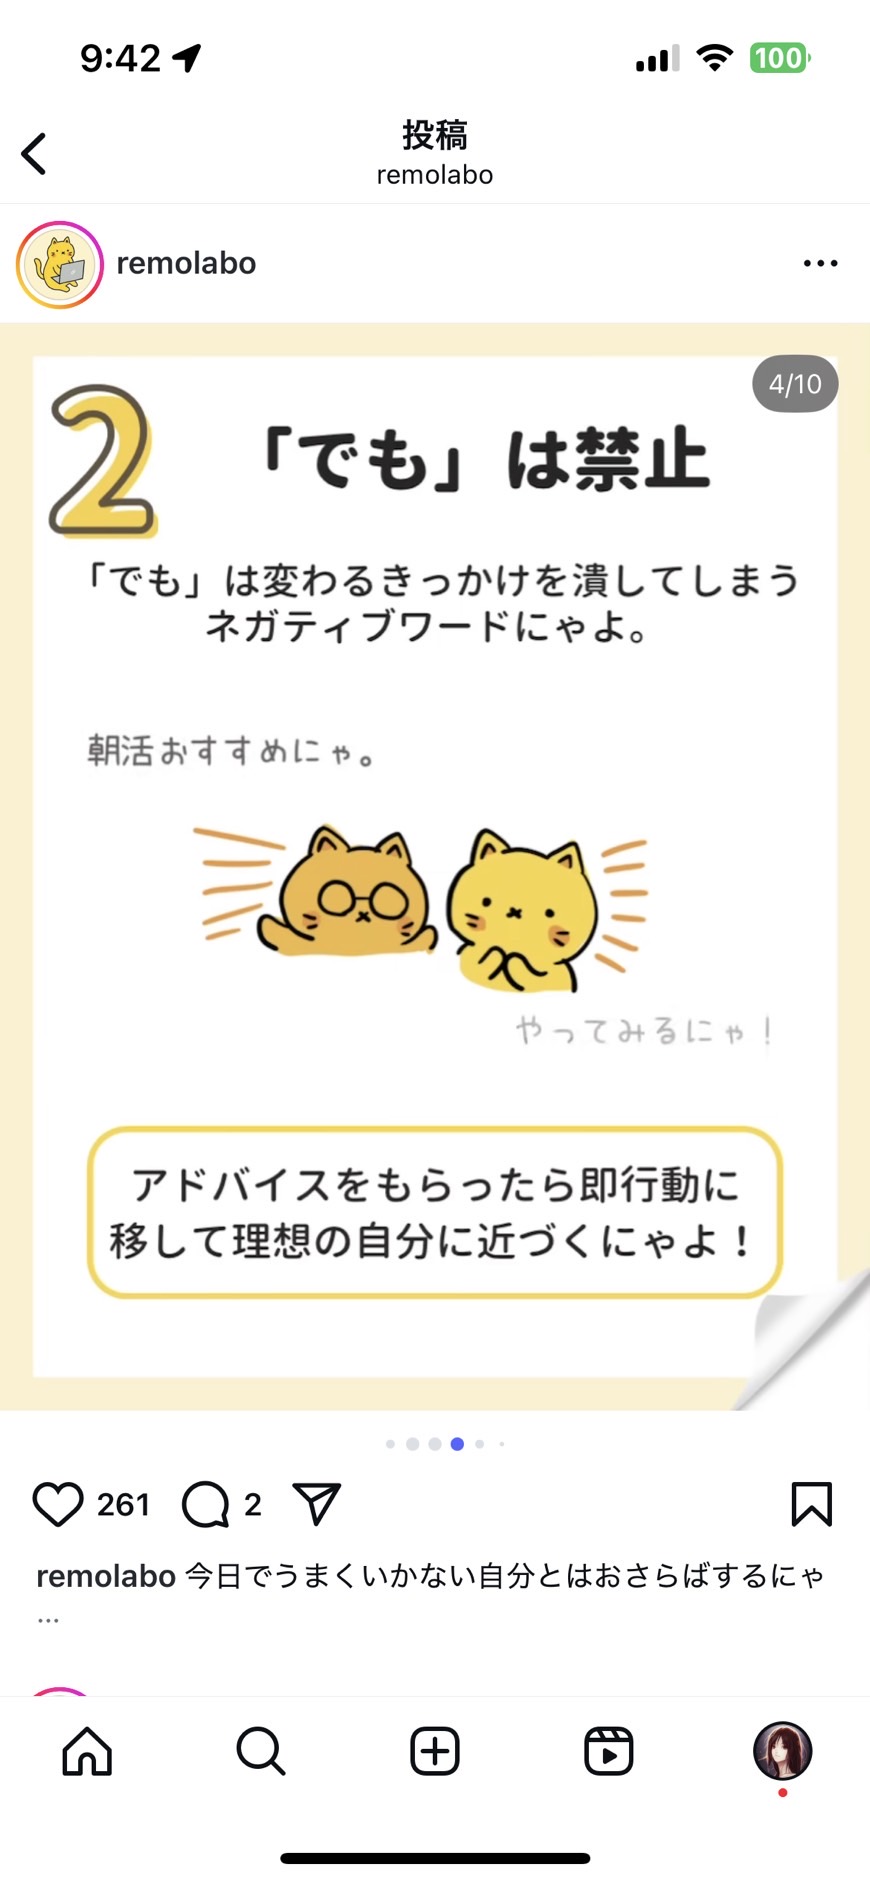 9:42
100
投稿
remolabo
remolabo
4/10
2
「でも」は禁止
「でも」は変わるきっかけを潰してしまう
ネガティブワードにゃよ。
朝活おすすめにゃ。
やってみるにゃ！
アドバイスをもらったら即行動に
移して理想の自分に近づくにゃよ！
261
2
remolabo 今日でうまくいかない自分とはおさらばするにゃ
...